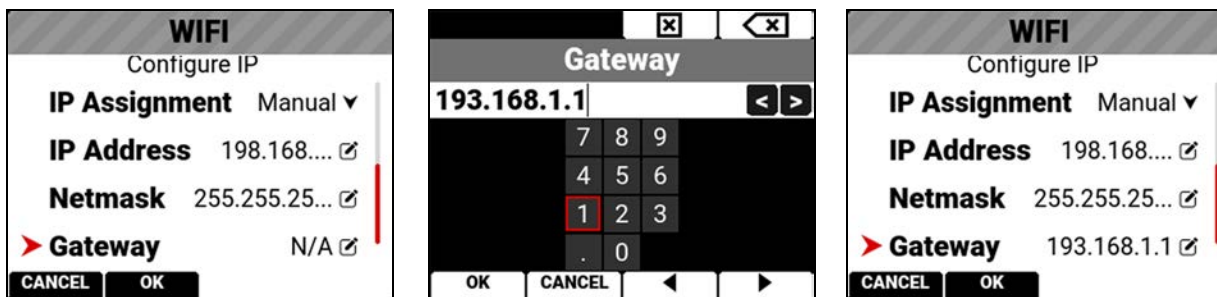 WIFI
Configure IP
IP Assignment Manual
IP Address 198.168....
Netmask 255.255.25...
Gateway N/A
CANCEL OK
Gateway
193.168.1.1
< >
7 8 9
4 5 6
1 2 3
. 0
OK CANCEL
WIFI
Configure IP
IP Assignment Manual
IP Address 198.168....
Netmask 255.255.25...
Gateway 193.168.1.1
CANCEL OK